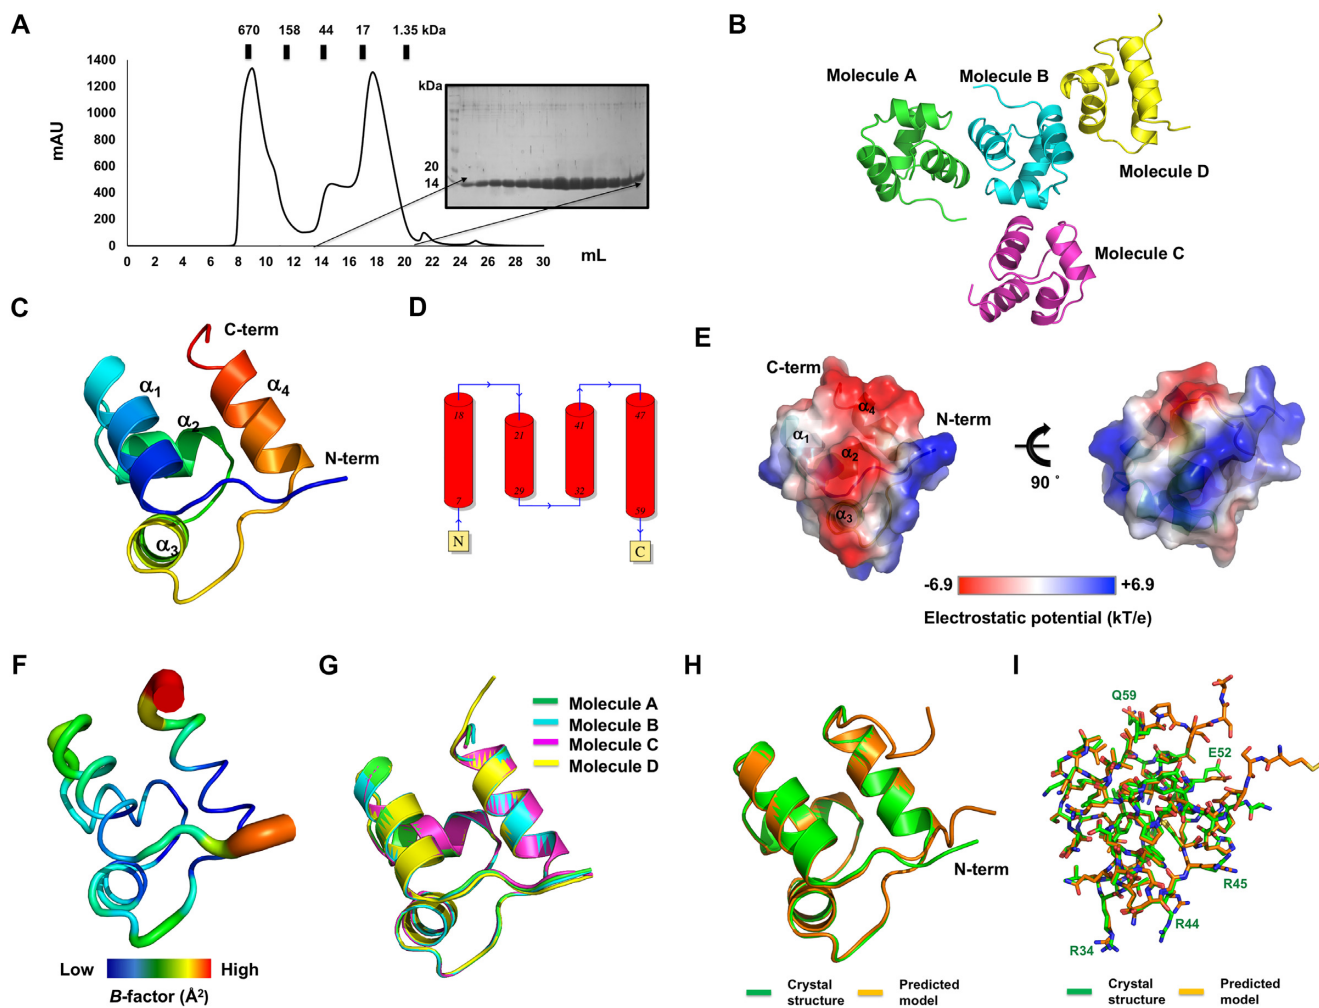 A
670 158 44 17 1.35 kDa
1400
1200
1000
800
600
400
200
0
mAU
0 2 4 6 8 10 12 14 16 18 20 22 24 26 28 30
mL
kDa
20
14
B
Molecule A
Molecule B
Molecule D
Molecule C
C
C-term
α1
α2
α4
N-term
α3
D
18
21
41
47
7
29
32
59
N
C
E
C-term
α4
N-term
α1
α2
α3
90 °
-6.9
+6.9
Electrostatic potential (kT/e)
F
Low
High
B-factor (Å²)
G
Molecule A
Molecule B
Molecule C
Molecule D
H
N-term
Crystal structure
Predicted model
I
Q59
E52
R45
R44
R34
Crystal structure
Predicted model